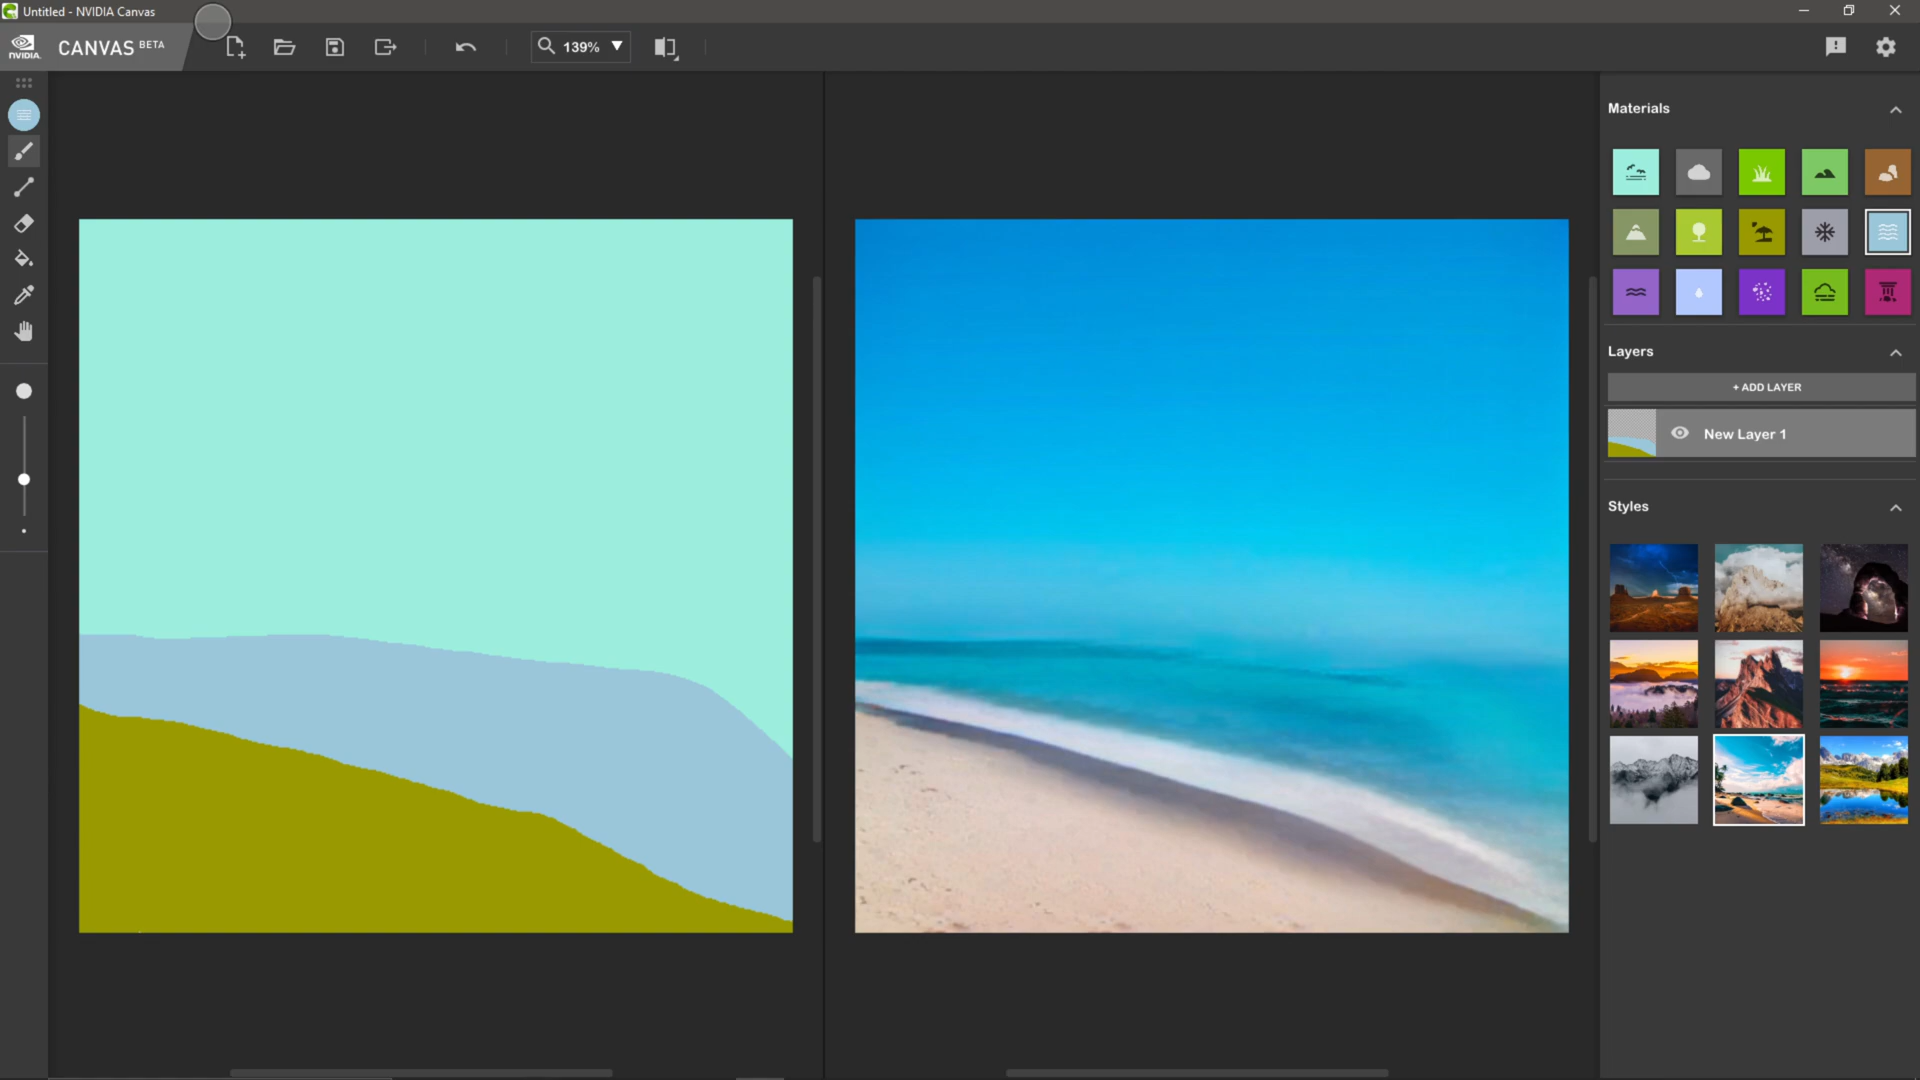 Untitled - NVIDIA Canvas
NVIDIA.
CANVAS BETA
139%
Materials
Layers
+ ADD LAYER
New Layer 1
Styles